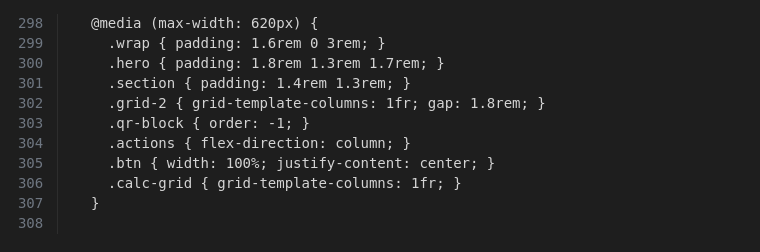 298    @media (max-width: 620px) {
299      .wrap { padding: 1.6rem 0 3rem; }
300      .hero { padding: 1.8rem 1.3rem 1.7rem; }
301      .section { padding: 1.4rem 1.3rem; }
302      .grid-2 { grid-template-columns: 1fr; gap: 1.8rem; }
303      .qr-block { order: -1; }
304      .actions { flex-direction: column; }
305      .btn { width: 100%; justify-content: center; }
306      .calc-grid { grid-template-columns: 1fr; }
307    }
308